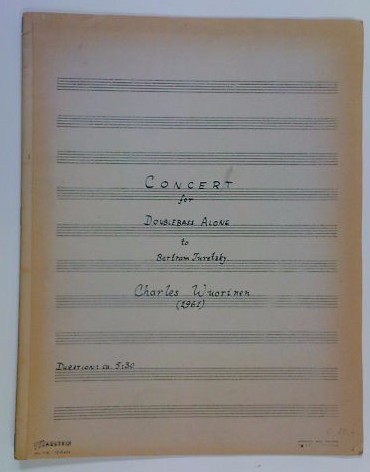 CONCERT
for
DOUBLEBASS ALONE
to
Bertram Turetzky
Charles Wuorinen
(1961)
DURATION: ca. 5:30